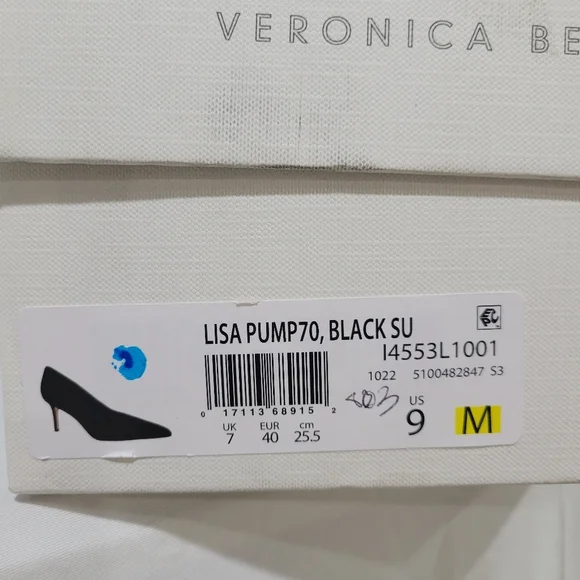 VERONICA BE
LISA PUMP70, BLACK SU
I4553L1001
1022 5100482847 S3
0 17113 68915 2
803
UK EUR cm US
7 40 25.5 9 M